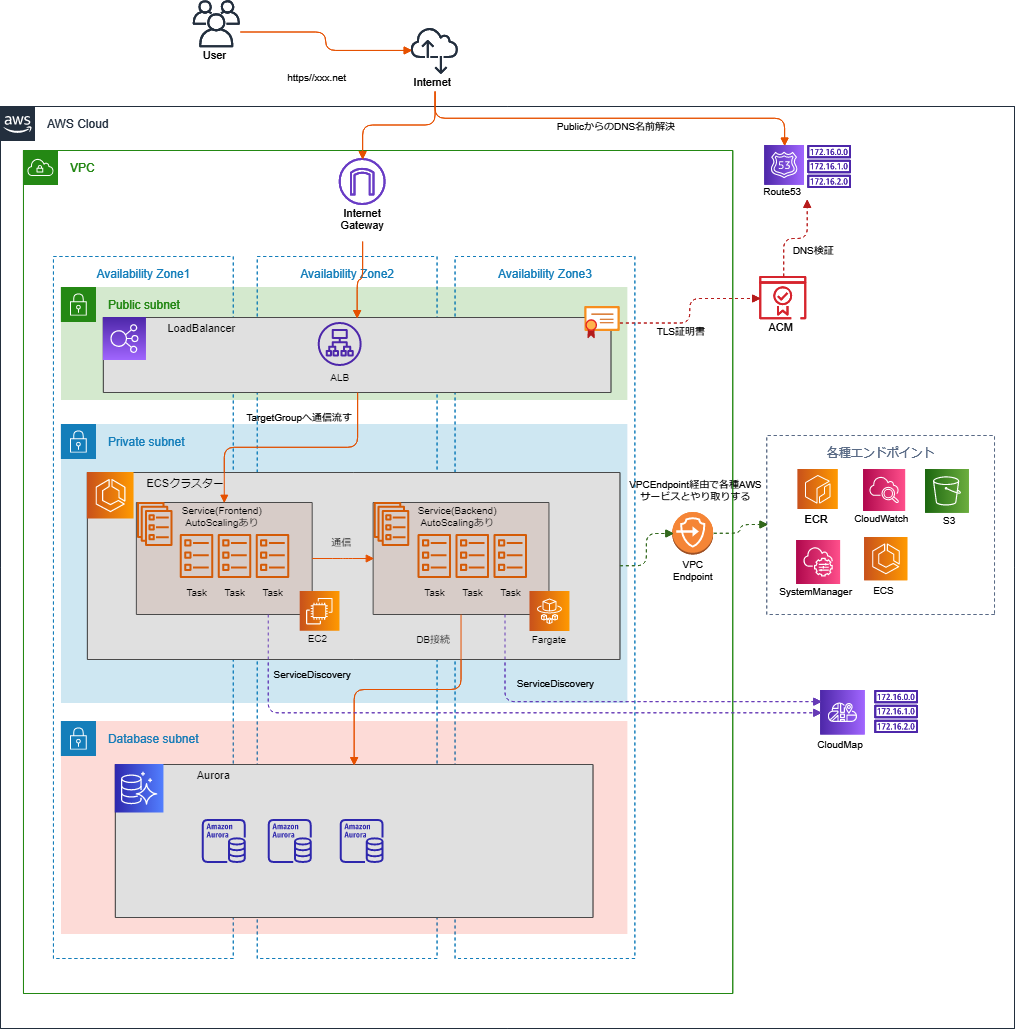 User
https//xxx.net
Internet
aws
AWS Cloud
PublicからのDNS名前解決
VPC
53
172.16.0.0
172.16.1.0
172.16.2.0
Route53
Internet
Gateway
DNS検証
Availability Zone1
Availability Zone2
Availability Zone3
Public subnet
LoadBalancer
ALB
TLS証明書
ACM
TargetGroupへ通信流す
Private subnet
ECSクラスター
Service(Frontend)
AutoScalingあり
Task
Task
Task
EC2
通信
Service(Backend)
AutoScalingあり
Task
Task
Task
Fargate
VPCEndpoint経由で各種AWS
サービスとやり取りする
VPC
Endpoint
各種エンドポイント
ECR
CloudWatch
S3
SystemManager
ECS
DB接続
ServiceDiscovery
ServiceDiscovery
172.16.0.0
172.16.1.0
172.16.2.0
CloudMap
Database subnet
Aurora
Amazon
Aurora
Amazon
Aurora
Amazon
Aurora